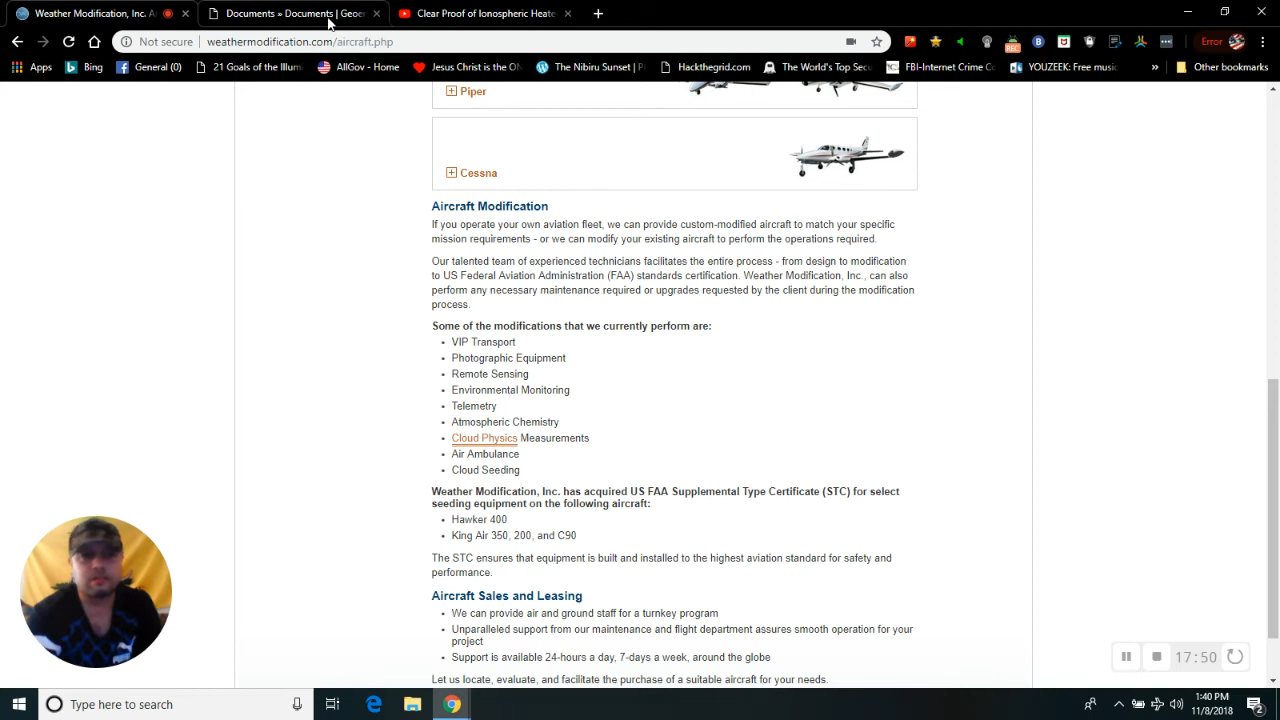 Weather Modification, Inc. A
Documents » Documents | Geoe
Clear Proof of Ionospheric Heate
Not secure
weathermodification.com/aircraft.php
REC
Error
Apps
Bing
General (0)
21 Goals of the Illum
AllGov - Home
Jesus Christ is the ON
The Nibiru Sunset | P
Hackthegrid.com
The World's Top Sec
FBI-Internet Crime C
YOUZEEK: Free music
»
Other bookmarks
Piper
Cessna
Aircraft Modification
If you operate your own aviation fleet, we can provide custom-modified aircraft to match your specific
mission requirements - or we can modify your existing aircraft to perform the operations required.
Our talented team of experienced technicians facilitates the entire process - from design to modification
to US Federal Aviation Administration (FAA) standards certification. Weather Modification, Inc., can also
perform any necessary maintenance required or upgrades requested by the client during the modification
process.
Some of the modifications that we currently perform are:
• VIP Transport
• Photographic Equipment
• Remote Sensing
• Environmental Monitoring
• Telemetry
• Atmospheric Chemistry
• Cloud Physics Measurements
• Air Ambulance
• Cloud Seeding
Weather Modification, Inc. has acquired US FAA Supplemental Type Certificate (STC) for select
seeding equipment on the following aircraft:
• Hawker 400
• King Air 350, 200, and C90
The STC ensures that equipment is built and installed to the highest aviation standard for safety and
performance.
Aircraft Sales and Leasing
• We can provide air and ground staff for a turnkey program
• Unparalleled support from our maintenance and flight department assures smooth operation for your
project
• Support is available 24-hours a day, 7-days a week, around the globe
Let us locate, evaluate, and facilitate the purchase of a suitable aircraft for your needs.
17:50
Type here to search
1:40 PM
11/8/2018
2